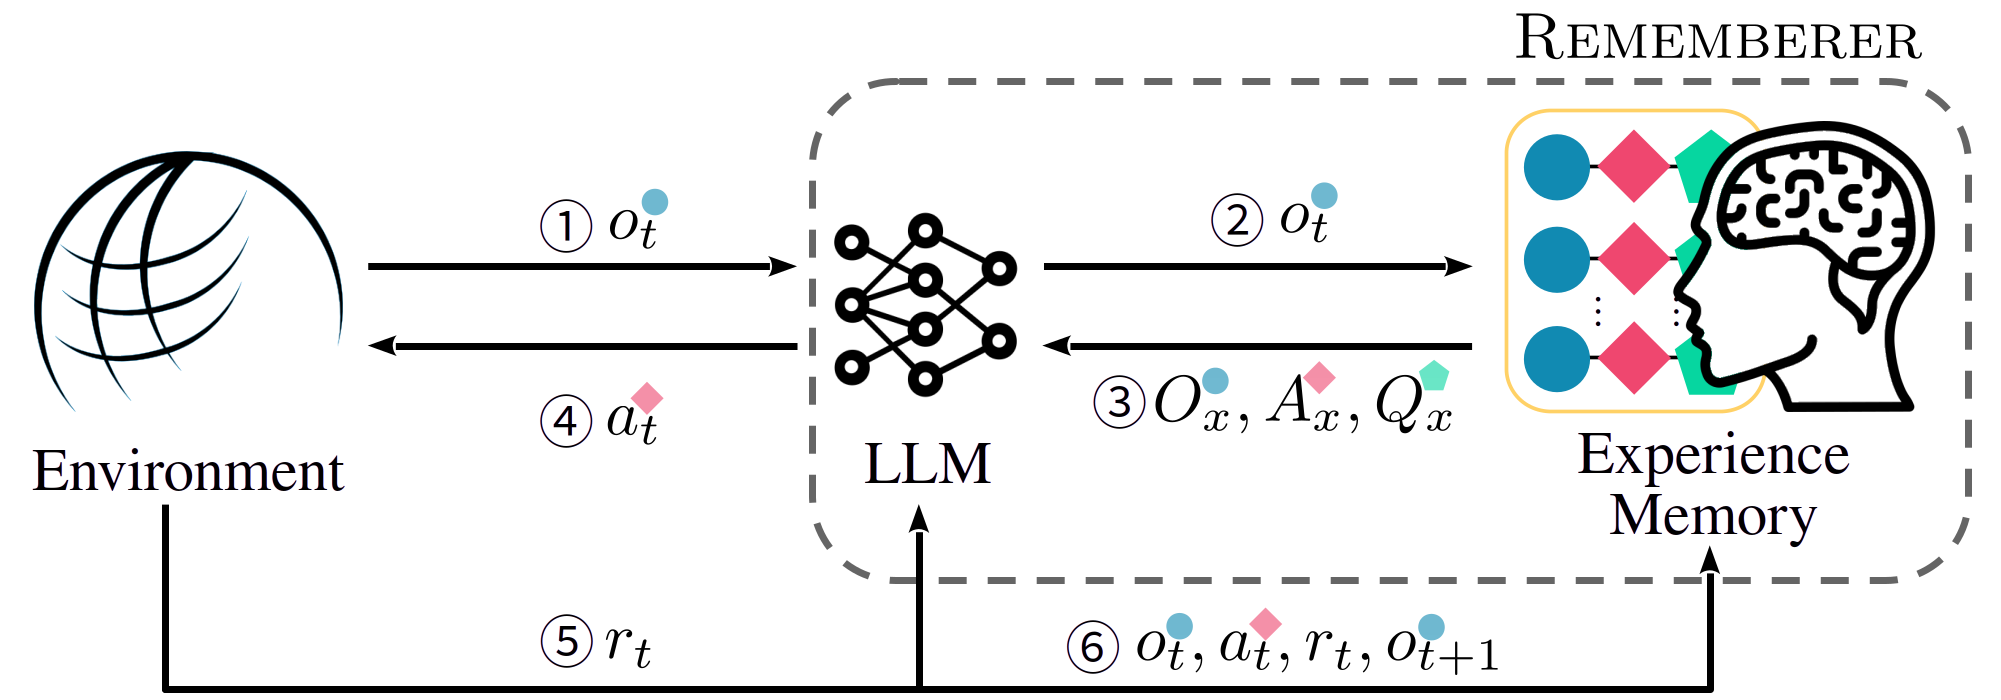 REMEMBERER
① o_t
② o_t
③ O_x, A_x, Q_x
④ a_t
Environment
LLM
Experience
Memory
⑤ r_t
⑥ o_t, a_t, r_t, o_{t+1}